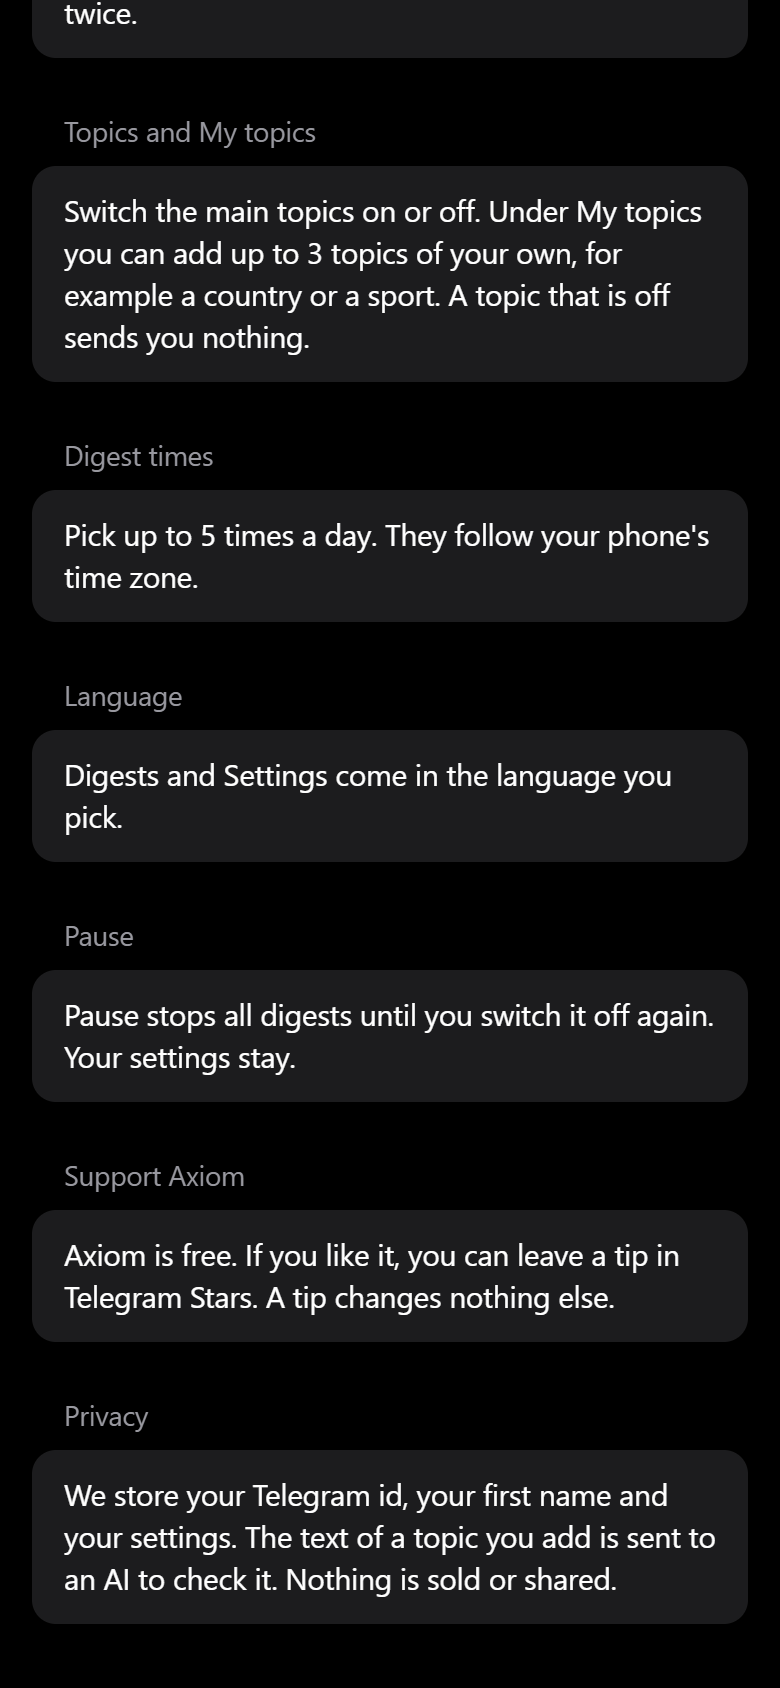 twice.
Topics and My topics
Switch the main topics on or off. Under My topics
you can add up to 3 topics of your own, for
example a country or a sport. A topic that is off
sends you nothing.
Digest times
Pick up to 5 times a day. They follow your phone's
time zone.
Language
Digests and Settings come in the language you
pick.
Pause
Pause stops all digests until you switch it off again.
Your settings stay.
Support Axiom
Axiom is free. If you like it, you can leave a tip in
Telegram Stars. A tip changes nothing else.
Privacy
We store your Telegram id, your first name and
your settings. The text of a topic you add is sent to
an AI to check it. Nothing is sold or shared.